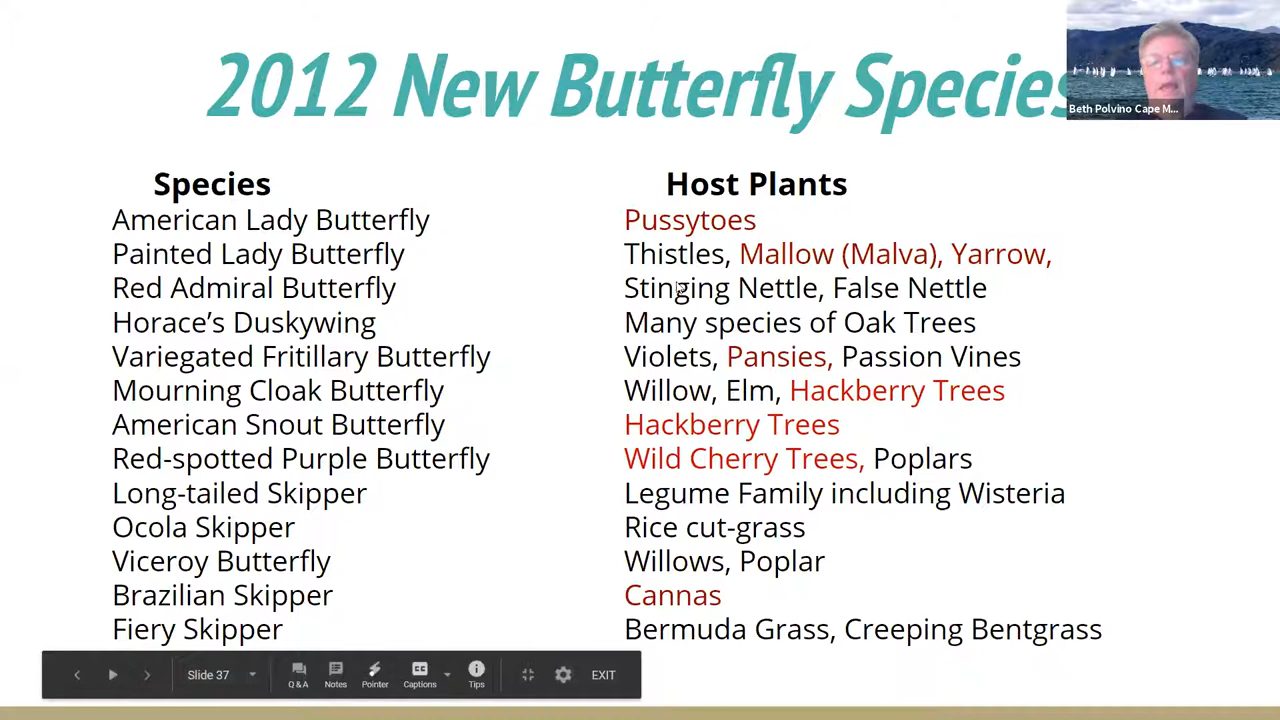 2012 New Butterfly Species
Beth Polvino Cape M...
Species Host Plants
American Lady Butterfly Pussytoes
Painted Lady Butterfly Thistles, Mallow (Malva), Yarrow,
Red Admiral Butterfly Stinging Nettle, False Nettle
Horace’s Duskywing Many species of Oak Trees
Variegated Fritillary Butterfly Violets, Pansies, Passion Vines
Mourning Cloak Butterfly Willow, Elm, Hackberry Trees
American Snout Butterfly Hackberry Trees
Red-spotted Purple Butterfly Wild Cherry Trees, Poplars
Long-tailed Skipper Legume Family including Wisteria
Ocola Skipper Rice cut-grass
Viceroy Butterfly Willows, Poplar
Brazilian Skipper Cannas
Fiery Skipper Bermuda Grass, Creeping Bentgrass
Slide 37 Q & A Notes Pointer Captions Tips EXIT